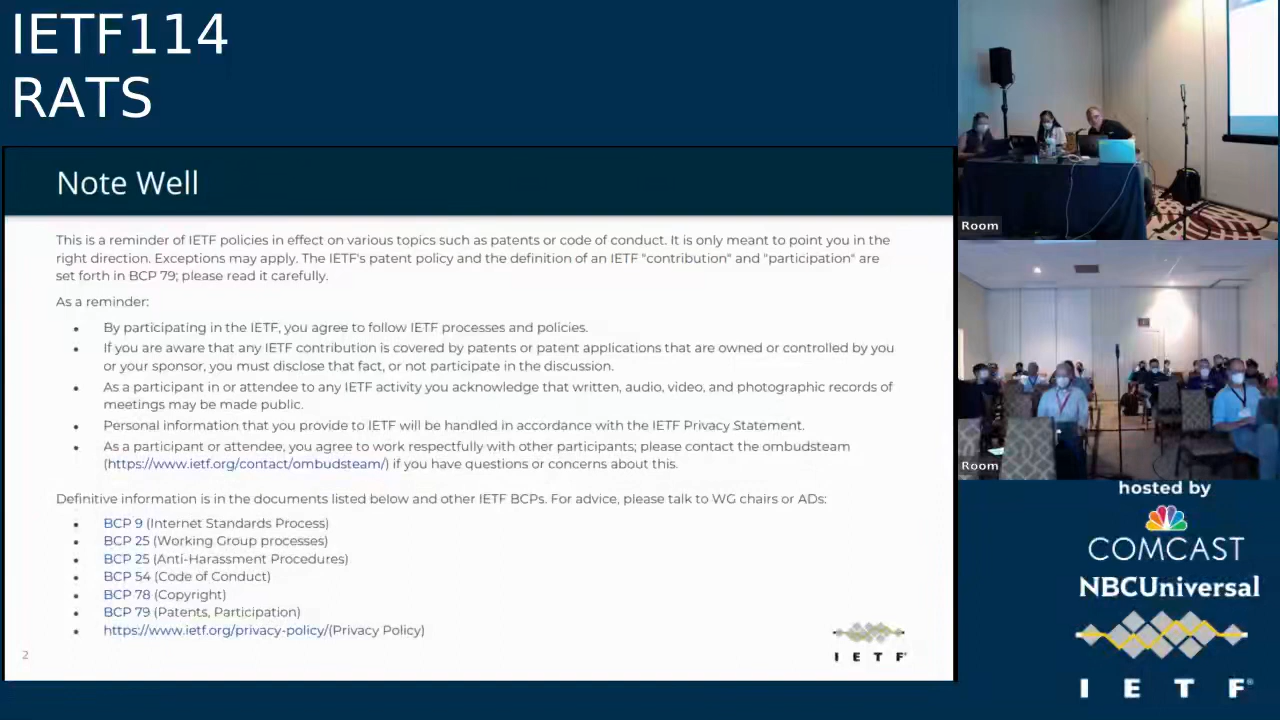 IETF114
RATS
Note Well
This is a reminder of IETF policies in effect on various topics such as patents or code of conduct. It is only meant to point you in the
right direction. Exceptions may apply. The IETF's patent policy and the definition of an IETF "contribution" and "participation" are
set forth in BCP 79; please read it carefully.
As a reminder:
• By participating in the IETF, you agree to follow IETF processes and policies.
• If you are aware that any IETF contribution is covered by patents or patent applications that are owned or controlled by you
or your sponsor, you must disclose that fact, or not participate in the discussion.
• As a participant in or attendee to any IETF activity you acknowledge that written, audio, video, and photographic records of
meetings may be made public.
• Personal information that you provide to IETF will be handled in accordance with the IETF Privacy Statement.
• As a participant or attendee, you agree to work respectfully with other participants; please contact the ombudsteam
(https://www.ietf.org/contact/ombudsteam/) if you have questions or concerns about this.
Definitive information is in the documents listed below and other IETF BCPs. For advice, please talk to WG chairs or ADs:
• BCP 9 (Internet Standards Process)
• BCP 25 (Working Group processes)
• BCP 25 (Anti-Harassment Procedures)
• BCP 54 (Code of Conduct)
• BCP 78 (Copyright)
• BCP 79 (Patents, Participation)
• https://www.ietf.org/privacy-policy/(Privacy Policy)
2
I E T F®
Room
Room
hosted by
COMCAST
NBCUniversal
I E T F®